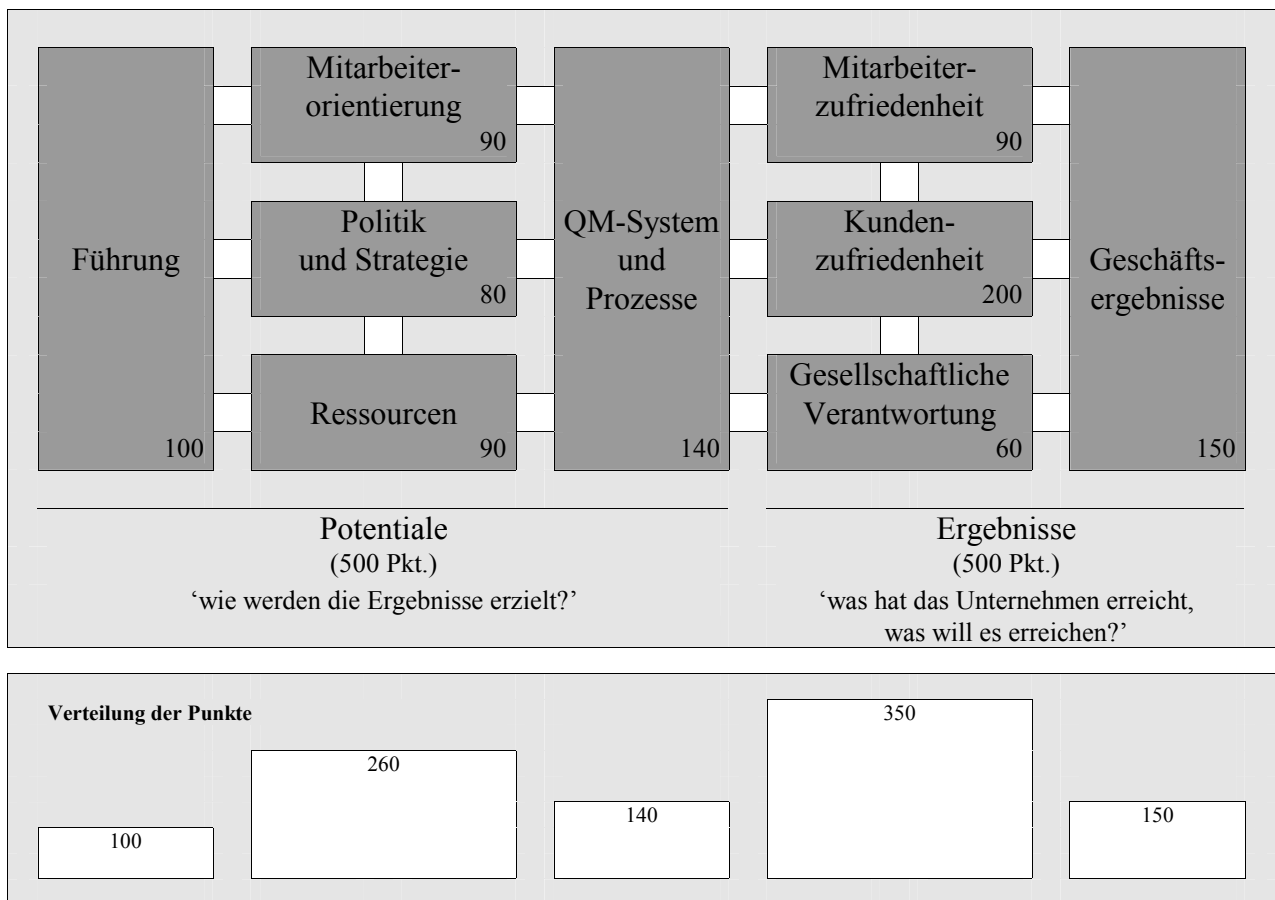 Führung
100
Mitarbeiter-
orientierung
90
Politik
und Strategie
80
Ressourcen
90
QM-System
und
Prozesse
140
Mitarbeiter-
zufriedenheit
90
Kunden-
zufriedenheit
200
Gesellschaftliche
Verantwortung
60
Geschäfts-
ergebnisse
150
Potentiale
(500 Pkt.)
‘wie werden die Ergebnisse erzielt?’
Ergebnisse
(500 Pkt.)
‘was hat das Unternehmen erreicht,
was will es erreichen?’
Verteilung der Punkte
100
260
140
350
150